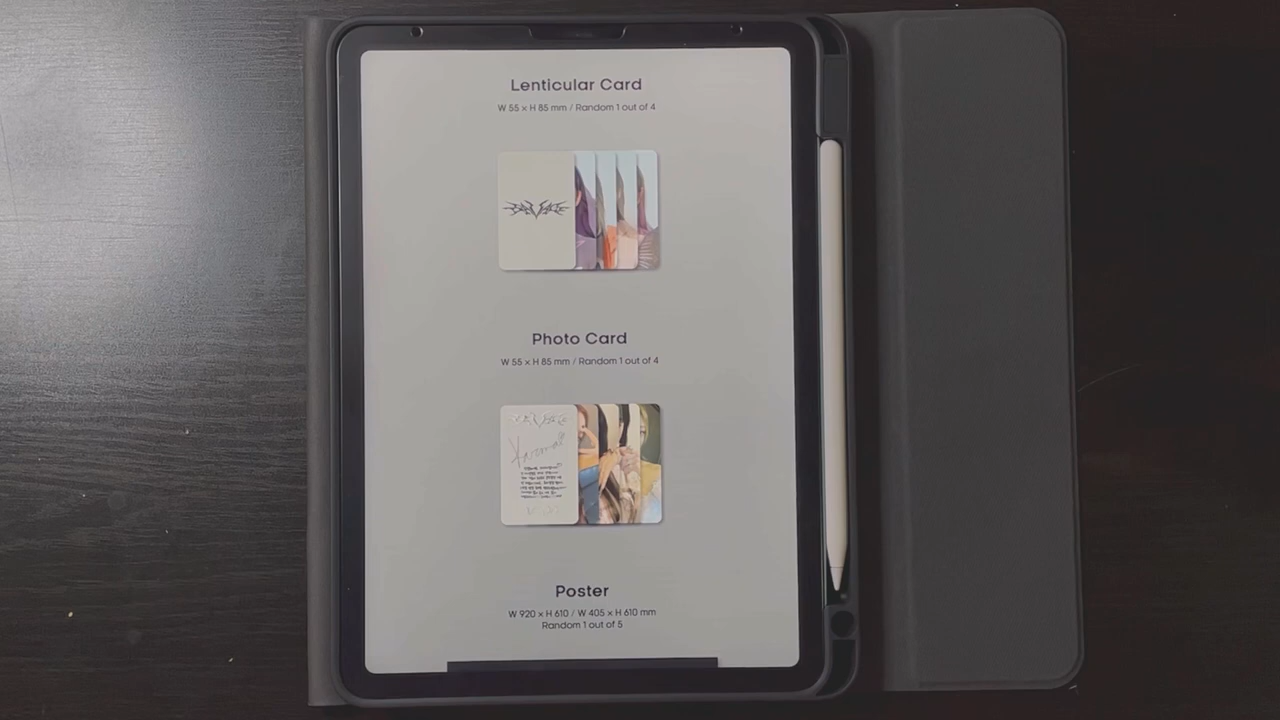 Lenticular Card
W 55 × H 85 mm / Random 1 out of 4
Photo Card
W 55 × H 85 mm / Random 1 out of 4
Poster
W 920 × H 610 / W 405 × H 610 mm
Random 1 out of 5